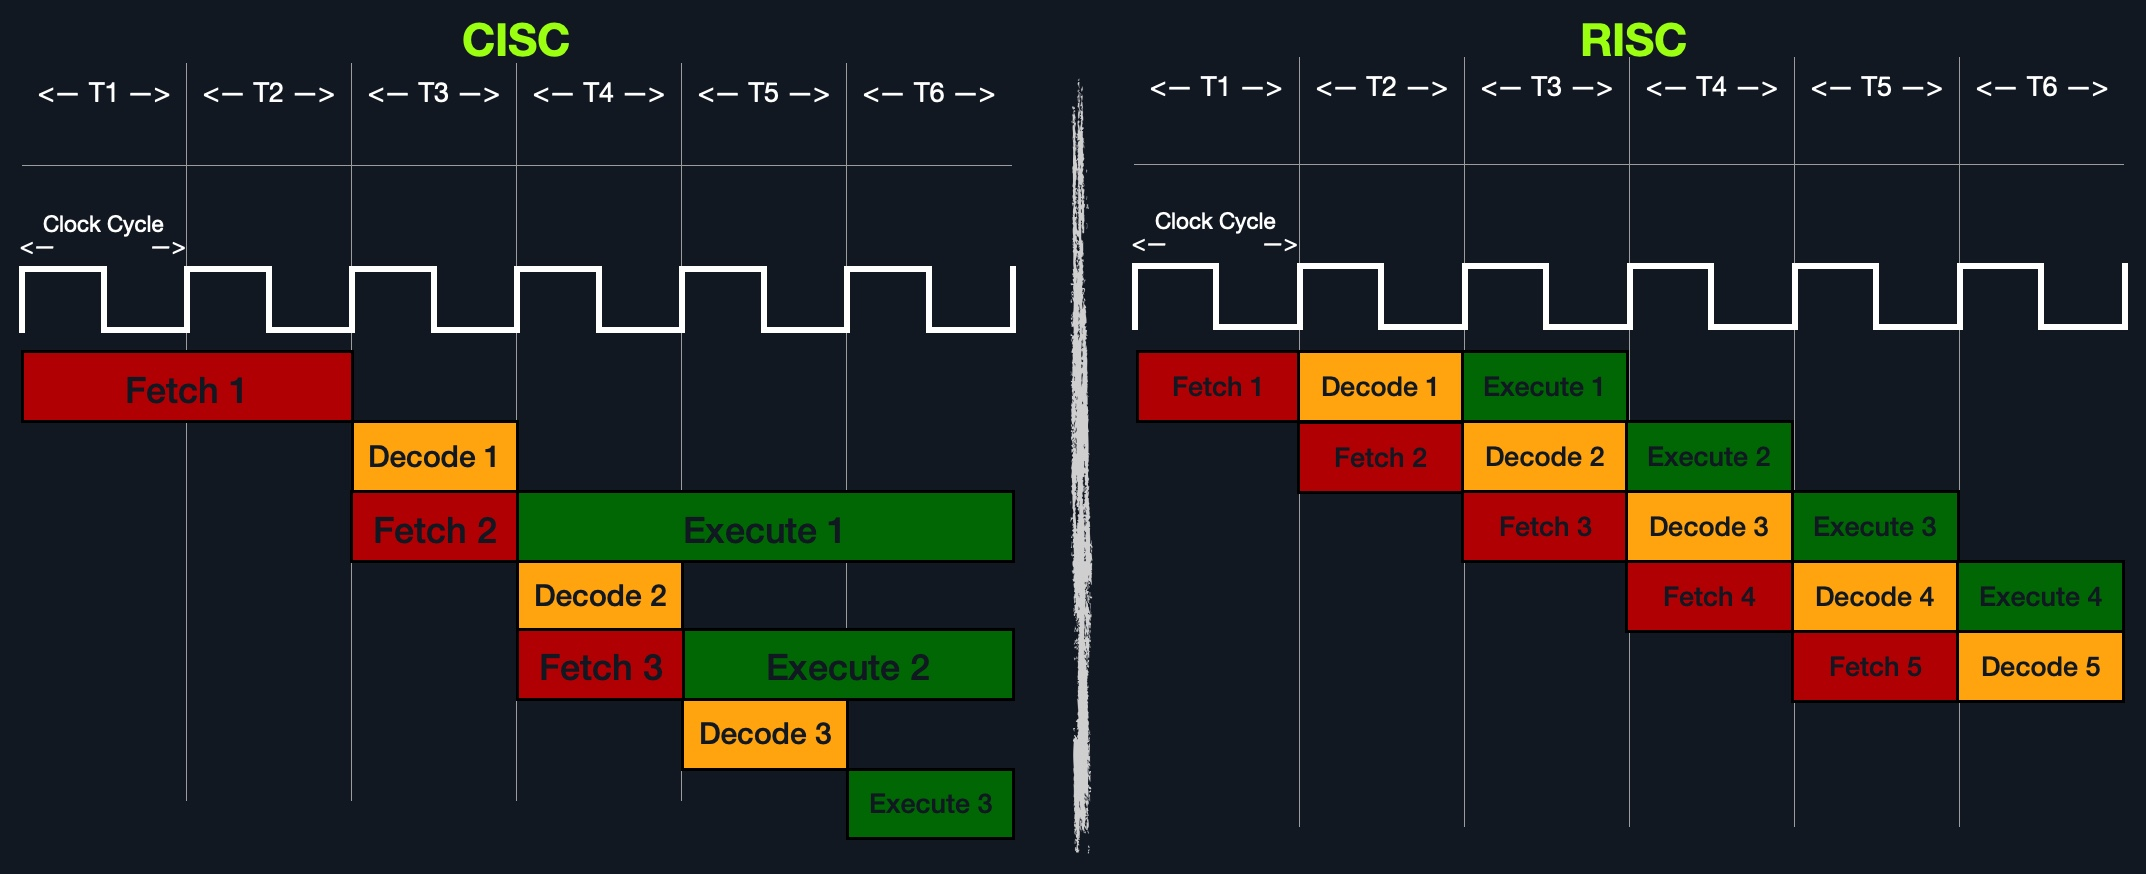 CISC
<— T1 —> <— T2 —> <— T3 —> <— T4 —> <— T5 —> <— T6 —>
Clock Cycle
<— —>
Fetch 1
Decode 1
Fetch 2 Execute 1
Decode 2
Fetch 3 Execute 2
Decode 3
Execute 3
RISC
<— T1 —> <— T2 —> <— T3 —> <— T4 —> <— T5 —> <— T6 —>
Clock Cycle
<— —>
Fetch 1 Decode 1 Execute 1
Fetch 2 Decode 2 Execute 2
Fetch 3 Decode 3 Execute 3
Fetch 4 Decode 4 Execute 4
Fetch 5 Decode 5